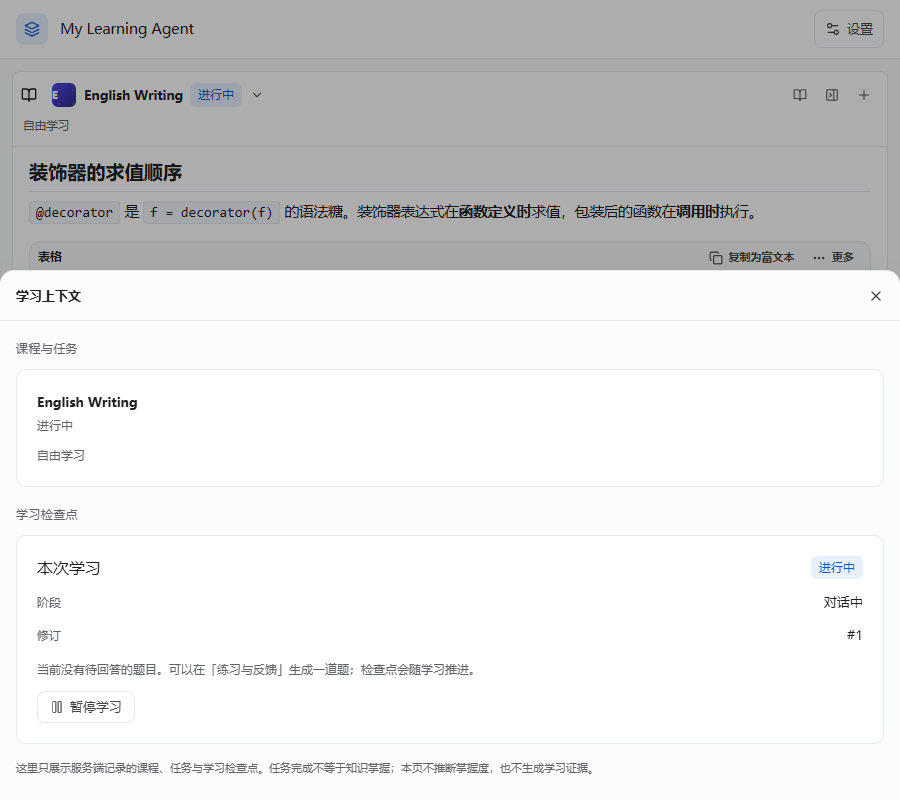 My Learning Agent
设置
E
English Writing
进行中
自由学习
装饰器的求值顺序
@decorator 是 f = decorator(f) 的语法糖。装饰器表达式在函数定义时求值，包装后的函数在调用时执行。
表格
复制为富文本
更多
学习上下文
课程与任务
English Writing
进行中
自由学习
学习检查点
本次学习
进行中
阶段
对话中
修订
#1
当前没有待回答的题目。可以在「练习与反馈」生成一道题；检查点会随学习推进。
暂停学习
这里只展示服务端记录的课程、任务与学习检查点。任务完成不等于知识掌握；本页不推断掌握度，也不生成学习证据。